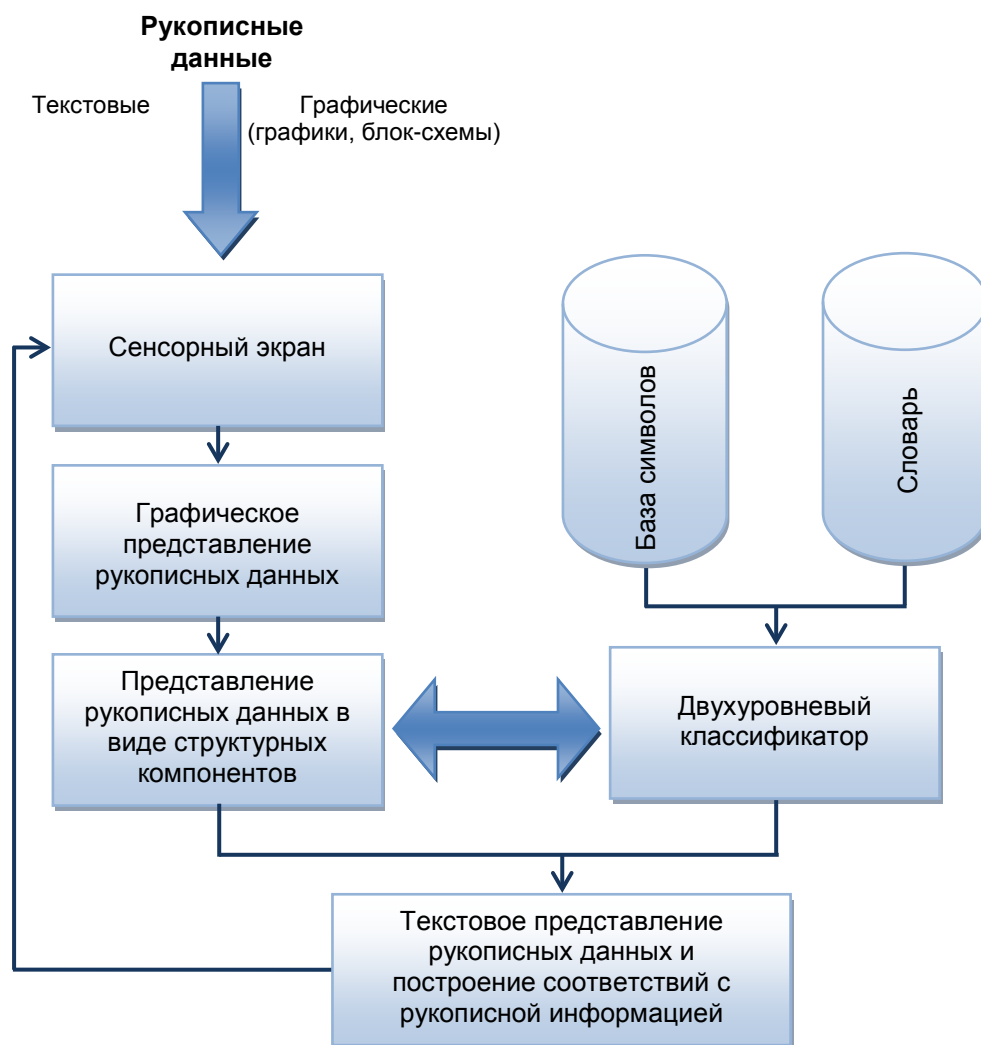 Рукописные
данные
Текстовые
Графические
(графики, блок-схемы)
Сенсорный экран
База символов
Словарь
Графическое
представление
рукописных данных
Представление
рукописных данных в
виде структурных
компонентов
Двухуровневый
классификатор
Текстовое представление
рукописных данных и
построение соответствий с
рукописной информацией